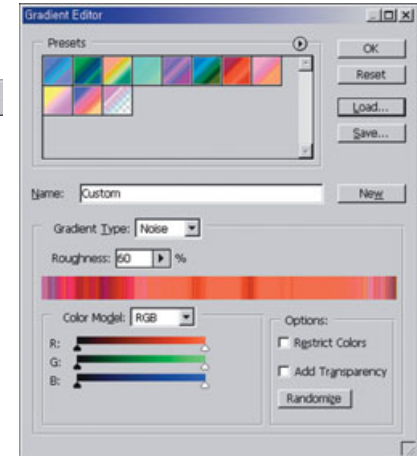 Gradient Editor
Presets
OK
Reset
Load...
Save...
Name: Custom
New
Gradient Type: Noise
Roughness: 60 %
Color Model: RGB
R:
G:
B:
Options:
Restrict Colors
Add Transparency
Randomize